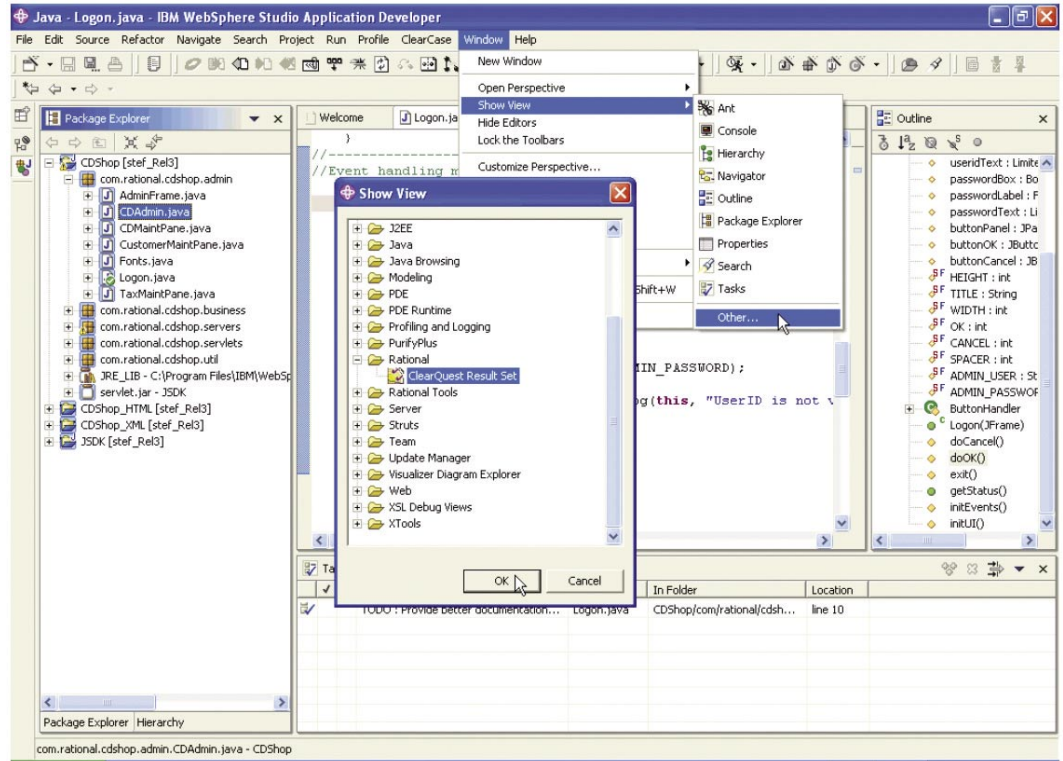 Java - Logon.java - IBM WebSphere Studio Application Developer
File Edit Source Refactor Navigate Search Project Run Profile ClearCase Window Help
New Window
Open Perspective
Show View
Hide Editors
Lock the Toolbars
Customize Perspective...
Shift+W
Ant
Console
Hierarchy
Navigator
Outline
Package Explorer
Properties
Search
Tasks
Other...
Package Explorer
CDShop [stef_Rel3]
com.rational.cdshop.admin
AdminFrame.java
CDAdmin.java
CDMaintPane.java
CustomerMaintPane.java
Fonts.java
Logon.java
TaxMaintPane.java
com.rational.cdshop.business
com.rational.cdshop.servers
com.rational.cdshop.servlets
com.rational.cdshop.util
JRE_LIB - C:\Program Files\IBM\WebSp
servlet.jar - JSDK
CDShop_HTML [stef_Rel3]
CDShop_XML [stef_Rel3]
JSDK [stef_Rel3]
Package Explorer Hierarchy
Welcome Logon.ja
}
//------------------
//Event handling m
IN_PASSWORD);
og(this, "UserID is not v
Show View
J2EE
Java
Java Browsing
Modeling
PDE
PDE Runtime
Profiling and Logging
PurifyPlus
Rational
ClearQuest Result Set
Rational Tools
Server
Struts
Team
Update Manager
Visualizer Diagram Explorer
Web
XSL Debug Views
XTools
OK Cancel
Outline
useridText : Limite
passwordBox : Bo
passwordLabel : F
passwordText : Li
buttonPanel : JPa
buttonOK : JButto
buttonCancel : JB
HEIGHT : int
TITLE : String
WIDTH : int
OK : int
CANCEL : int
SPACER : int
ADMIN_USER : St
ADMIN_PASSWOF
ButtonHandler
Logon(JFrame)
doCancel()
doOK()
exit()
getStatus()
initEvents()
initUI()
Ta
In Folder Location
TODO : Provide better documentation... Logon.java CDShop/com/rational/cdsh... line 10
com.rational.cdshop.admin.CDAdmin.java - CDShop